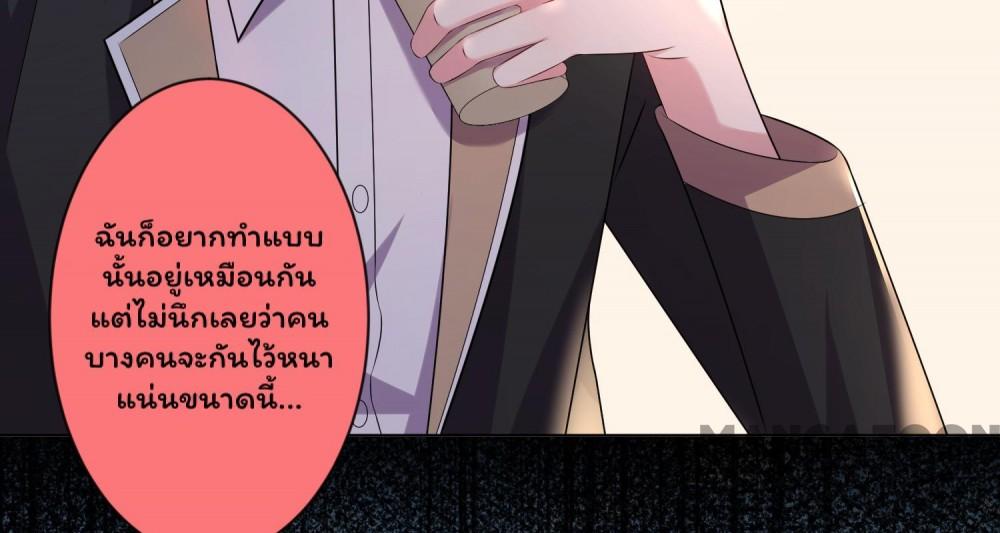 ฉันก็อยากทำแบบ
นั้นอยู่เหมือนกัน
แต่ไม่นึกเลยว่าคน
บางคนจะกันไว้หนา
แน่นขนาดนี้...
MANGATOON